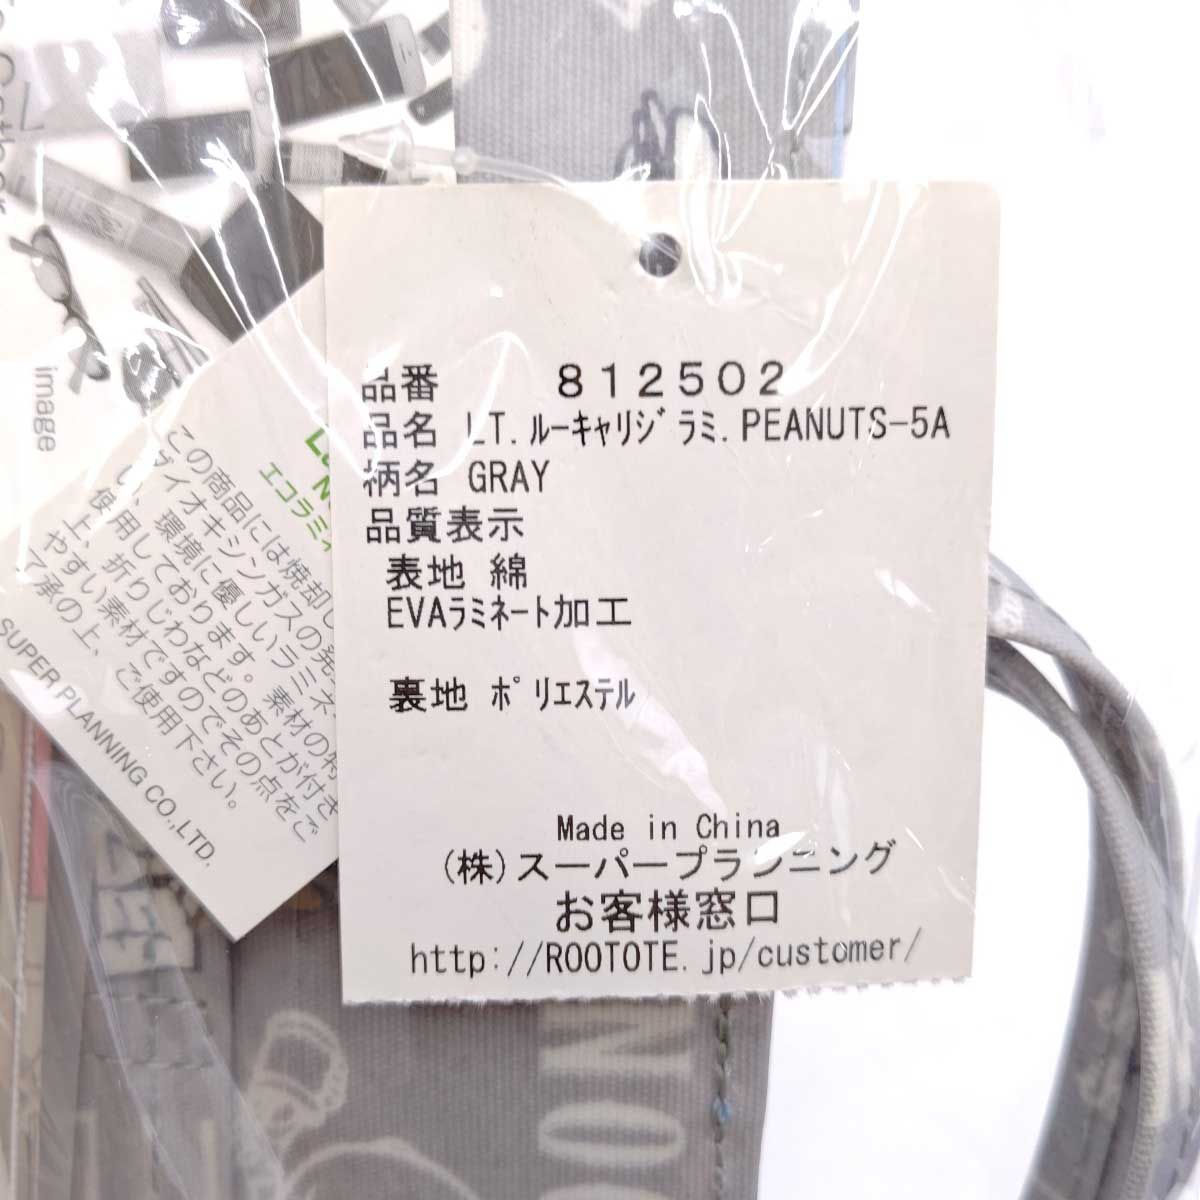 品番 812502
品名 LT.ルーキャリジラミ.PEANUTS-5A
柄名 GRAY
品質表示
表地 綿
EVAラミネート加工
裏地 ポリエステル
Made in China
(株)スーパープランニング
お客様窓口
http://ROOTOTE.jp/customer/
image
エコラミネ
この商品には焼却し
ダイオキシンガスの発
い、環境に優しいラミネ
使用しております。素材の特
上、折りじわなどのあとが付き
やすい素材ですのでその点をご
了承の上、ご使用下さい。
SUPER PLANNING CO.,LTD.
NOO